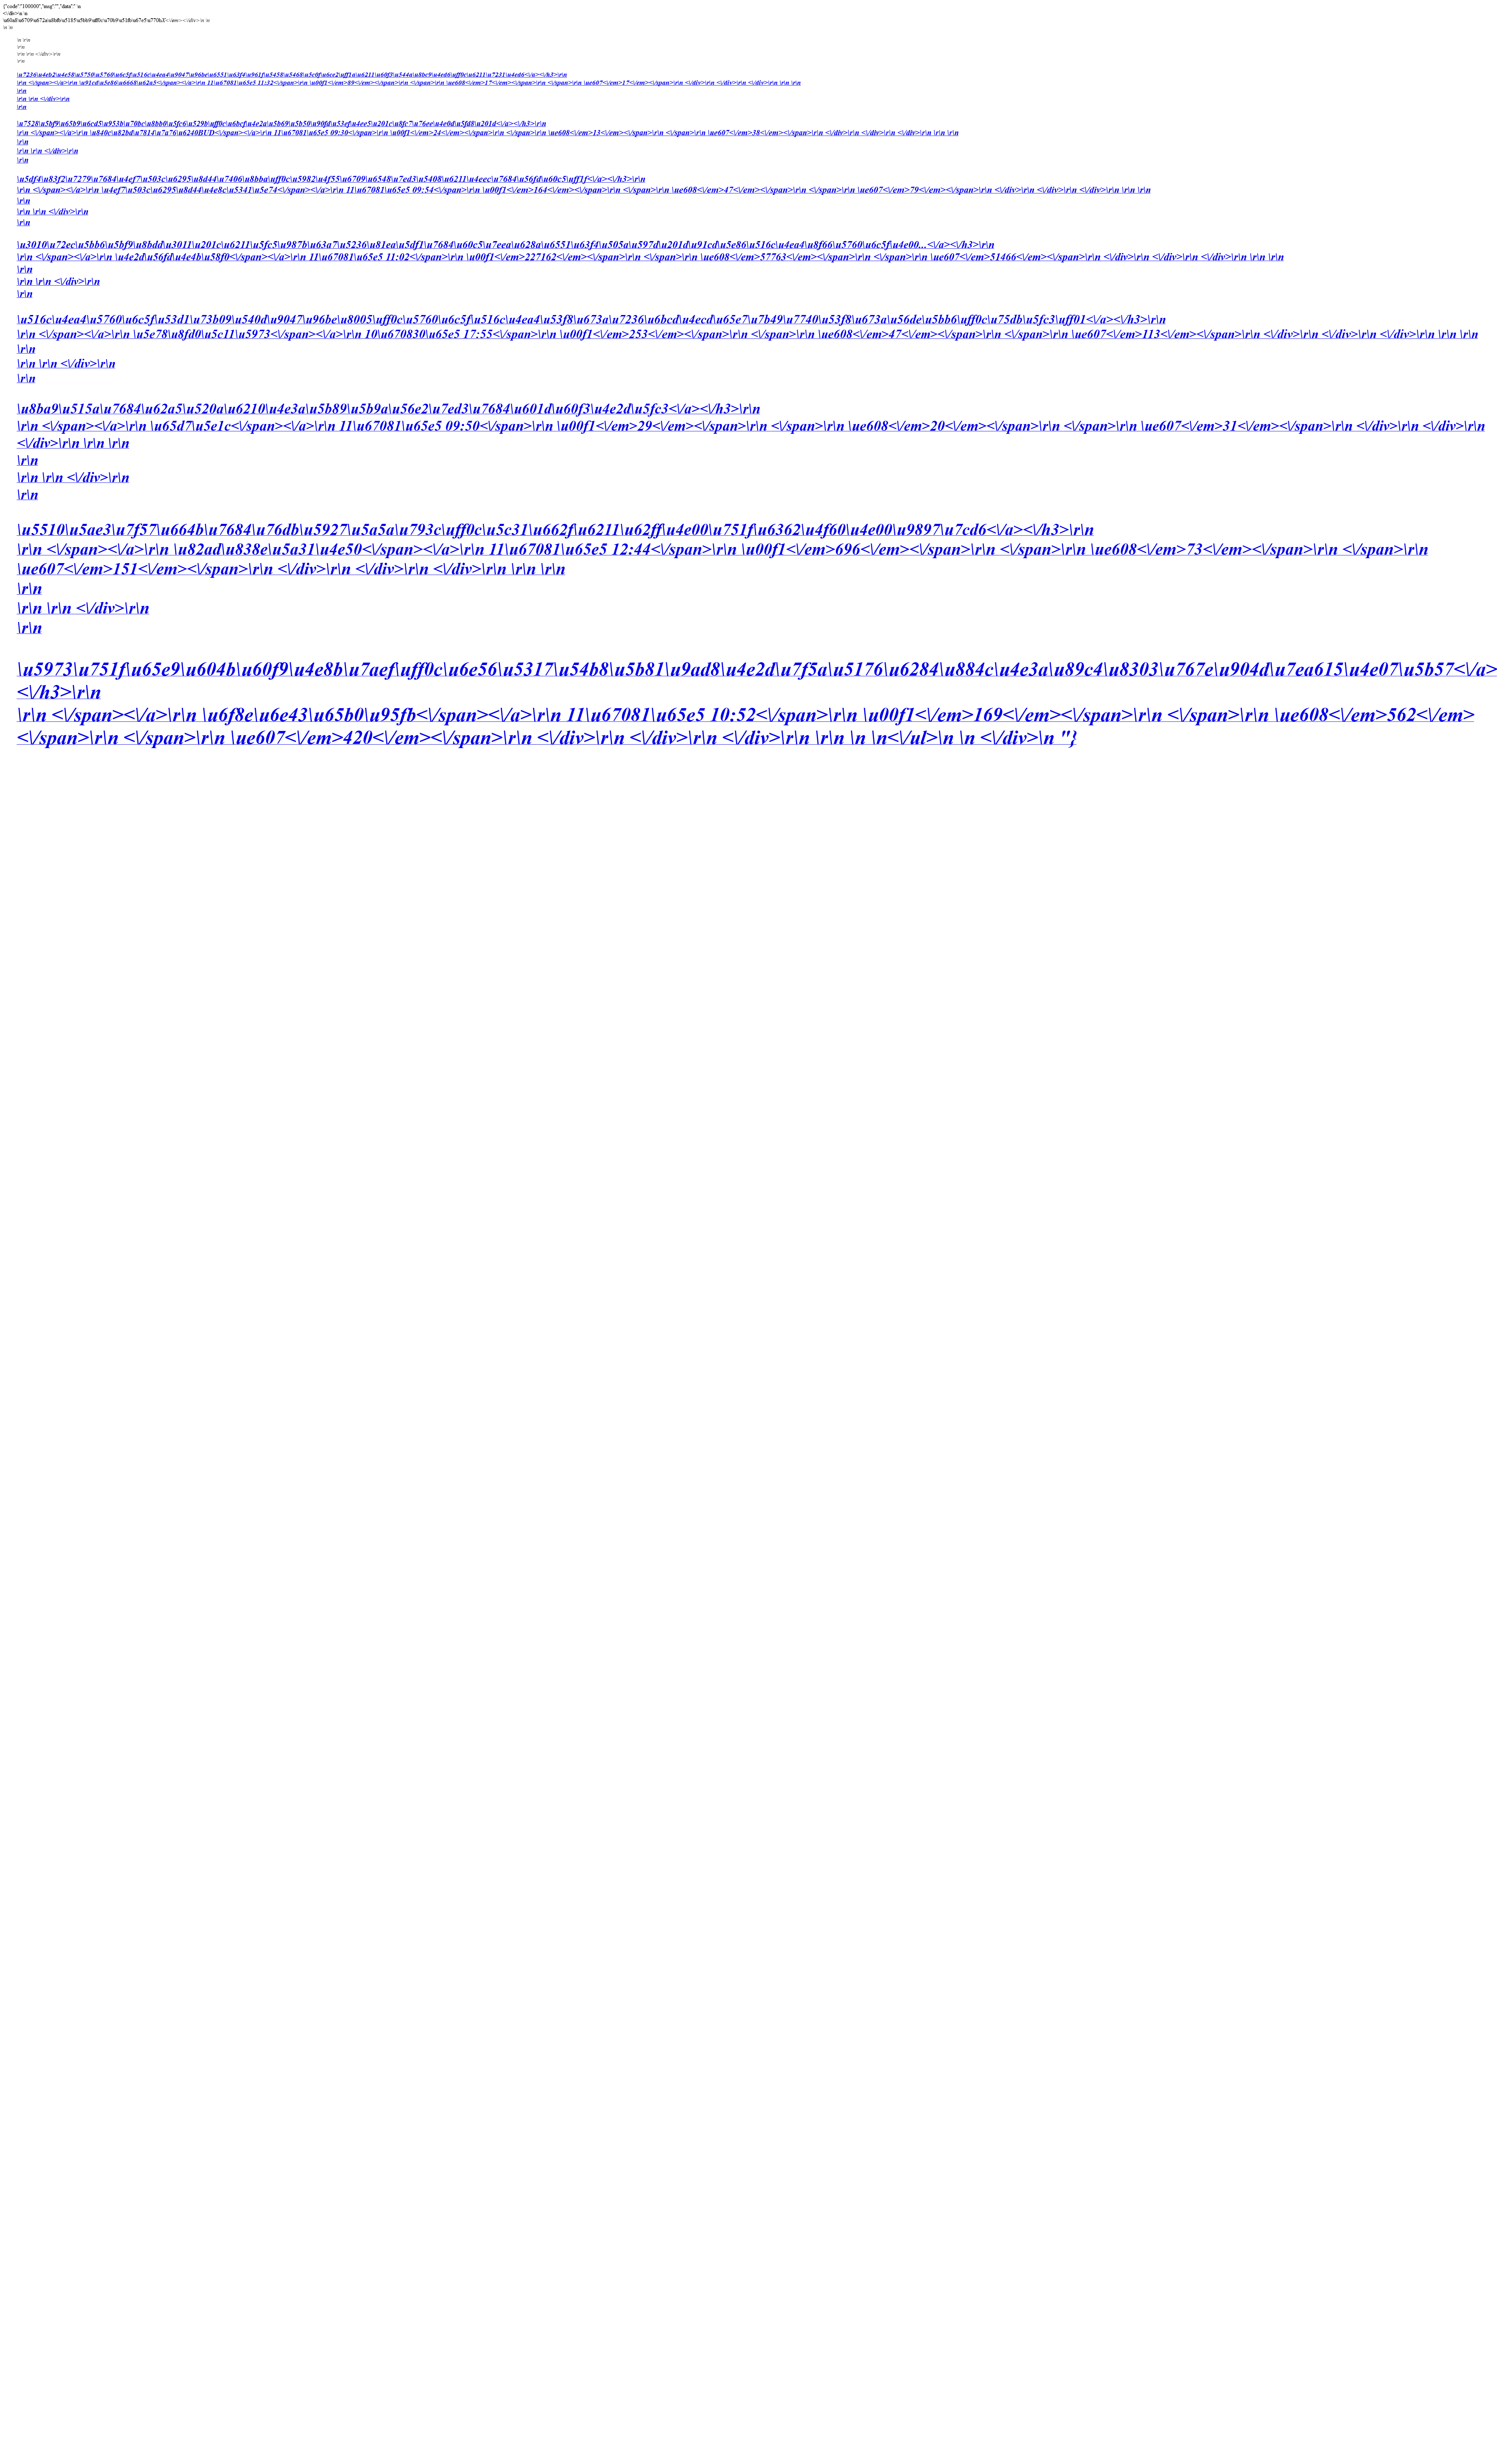 {"code":"100000","msg":"","data":" \n
<\/div>\n \n
\u60a8\u6709\u672a\u8bfb\u5185\u5bb9\uff0c\u70b9\u51fb\u67e5\u770b.E<\/em><\/div>\n \n
\n \n
\n \r\n
\r\n
\r\n \r\n <\/div>\r\n
\r\n
\u7236\u4eb2\u4e58\u5750\u5760\u6c5f\u516c\u4ea4\u9047\u96be\u6551\u63f4\u961f\u5458\u5468\u5c0f\u6ce2\uff1a\u6211\u60f3\u544a\u8bc9\u4ed6\uff0c\u6211\u7231\u4ed6<\/a><\/h3>\r\n
\r\n <\/span><\/a>\r\n \u91cd\u5e86\u6668\u62a5<\/span><\/a>\r\n 11\u67081\u65e5 11:32<\/span>\r\n \u00f1<\/em>89<\/em><\/span>\r\n <\/span>\r\n \ue608<\/em>17<\/em><\/span>\r\n <\/span>\r\n \ue607<\/em>17<\/em><\/span>\r\n <\/div>\r\n <\/div>\r\n <\/div>\r\n \r\n \r\n
\r\n
\r\n \r\n <\/div>\r\n
\r\n
\u7528\u5bf9\u65b9\u6cd5\u953b\u70bc\u8bb0\u5fc6\u529b\uff0c\u6bcf\u4e2a\u5b69\u5b50\u90fd\u53ef\u4ee5\u201c\u8fc7\u76ee\u4e0d\u5fd8\u201d<\/a><\/h3>\r\n
\r\n <\/span><\/a>\r\n \u840c\u82bd\u7814\u7a76\u6240BUD<\/span><\/a>\r\n 11\u67081\u65e5 09:30<\/span>\r\n \u00f1<\/em>24<\/em><\/span>\r\n <\/span>\r\n \ue608<\/em>13<\/em><\/span>\r\n <\/span>\r\n \ue607<\/em>38<\/em><\/span>\r\n <\/div>\r\n <\/div>\r\n <\/div>\r\n \r\n \r\n
\r\n
\r\n \r\n <\/div>\r\n
\r\n
\u5df4\u83f2\u7279\u7684\u4ef7\u503c\u6295\u8d44\u7406\u8bba\uff0c\u5982\u4f55\u6709\u6548\u7ed3\u5408\u6211\u4eec\u7684\u56fd\u60c5\uff1f<\/a><\/h3>\r\n
\r\n <\/span><\/a>\r\n \u4ef7\u503c\u6295\u8d44\u4e8c\u5341\u5e74<\/span><\/a>\r\n 11\u67081\u65e5 09:54<\/span>\r\n \u00f1<\/em>164<\/em><\/span>\r\n <\/span>\r\n \ue608<\/em>47<\/em><\/span>\r\n <\/span>\r\n \ue607<\/em>79<\/em><\/span>\r\n <\/div>\r\n <\/div>\r\n <\/div>\r\n \r\n \r\n
\r\n
\r\n \r\n <\/div>\r\n
\r\n
\u3010\u72ec\u5bb6\u5bf9\u8bdd\u3011\u201c\u6211\u5fc5\u987b\u63a7\u5236\u81ea\u5df1\u7684\u60c5\u7eea\u628a\u6551\u63f4\u505a\u597d\u201d\u91cd\u5e86\u516c\u4ea4\u8f66\u5760\u6c5f\u4e00...<\/a><\/h3>\r\n
\r\n <\/span><\/a>\r\n \u4e2d\u56fd\u4e4b\u58f0<\/span><\/a>\r\n 11\u67081\u65e5 11:02<\/span>\r\n \u00f1<\/em>227162<\/em><\/span>\r\n <\/span>\r\n \ue608<\/em>57763<\/em><\/span>\r\n <\/span>\r\n \ue607<\/em>51466<\/em><\/span>\r\n <\/div>\r\n <\/div>\r\n <\/div>\r\n \r\n \r\n
\r\n
\r\n \r\n <\/div>\r\n
\r\n
\u516c\u4ea4\u5760\u6c5f\u53d1\u73b09\u540d\u9047\u96be\u8005\uff0c\u5760\u6c5f\u516c\u4ea4\u53f8\u673a\u7236\u6bcd\u4ecd\u65e7\u7b49\u7740\u53f8\u673a\u56de\u5bb6\uff0c\u75db\u5fc3\uff01<\/a><\/h3>\r\n
\r\n <\/span><\/a>\r\n \u5e78\u8fd0\u5c11\u5973<\/span><\/a>\r\n 10\u670830\u65e5 17:55<\/span>\r\n \u00f1<\/em>253<\/em><\/span>\r\n <\/span>\r\n \ue608<\/em>47<\/em><\/span>\r\n <\/span>\r\n \ue607<\/em>113<\/em><\/span>\r\n <\/div>\r\n <\/div>\r\n <\/div>\r\n \r\n \r\n
\r\n
\r\n \r\n <\/div>\r\n
\r\n
\u8ba9\u515a\u7684\u62a5\u520a\u6210\u4e3a\u5b89\u5b9a\u56e2\u7ed3\u7684\u601d\u60f3\u4e2d\u5fc3<\/a><\/h3>\r\n
\r\n <\/span><\/a>\r\n \u65d7\u5e1c<\/span><\/a>\r\n 11\u67081\u65e5 09:50<\/span>\r\n \u00f1<\/em>29<\/em><\/span>\r\n <\/span>\r\n \ue608<\/em>20<\/em><\/span>\r\n <\/span>\r\n \ue607<\/em>31<\/em><\/span>\r\n <\/div>\r\n <\/div>\r\n
<\/div>\r\n \r\n \r\n
\r\n
\r\n \r\n <\/div>\r\n
\r\n
\u5510\u5ae3\u7f57\u664b\u7684\u76db\u5927\u5a5a\u793c\uff0c\u5c31\u662f\u6211\u62ff\u4e00\u751f\u6362\u4f60\u4e00\u9897\u7cd6<\/a><\/h3>\r\n
\r\n <\/span><\/a>\r\n \u82ad\u838e\u5a31\u4e50<\/span><\/a>\r\n 11\u67081\u65e5 12:44<\/span>\r\n \u00f1<\/em>696<\/em><\/span>\r\n <\/span>\r\n \ue608<\/em>73<\/em><\/span>\r\n <\/span>\r\n
\ue607<\/em>151<\/em><\/span>\r\n <\/div>\r\n <\/div>\r\n <\/div>\r\n \r\n \r\n
\r\n
\r\n \r\n <\/div>\r\n
\r\n
\u5973\u751f\u65e9\u604b\u60f9\u4e8b\u7aef\uff0c\u6e56\u5317\u54b8\u5b81\u9ad8\u4e2d\u7f5a\u5176\u6284\u884c\u4e3a\u89c4\u8303\u767e\u904d\u7ea615\u4e07\u5b57<\/a>
<\/h3>\r\n
\r\n <\/span><\/a>\r\n \u6f8e\u6e43\u65b0\u95fb<\/span><\/a>\r\n 11\u67081\u65e5 10:52<\/span>\r\n \u00f1<\/em>169<\/em><\/span>\r\n <\/span>\r\n \ue608<\/em>562<\/em>
<\/span>\r\n <\/span>\r\n \ue607<\/em>420<\/em><\/span>\r\n <\/div>\r\n <\/div>\r\n <\/div>\r\n \r\n \n \n<\/ul>\n \n <\/div>\n "}